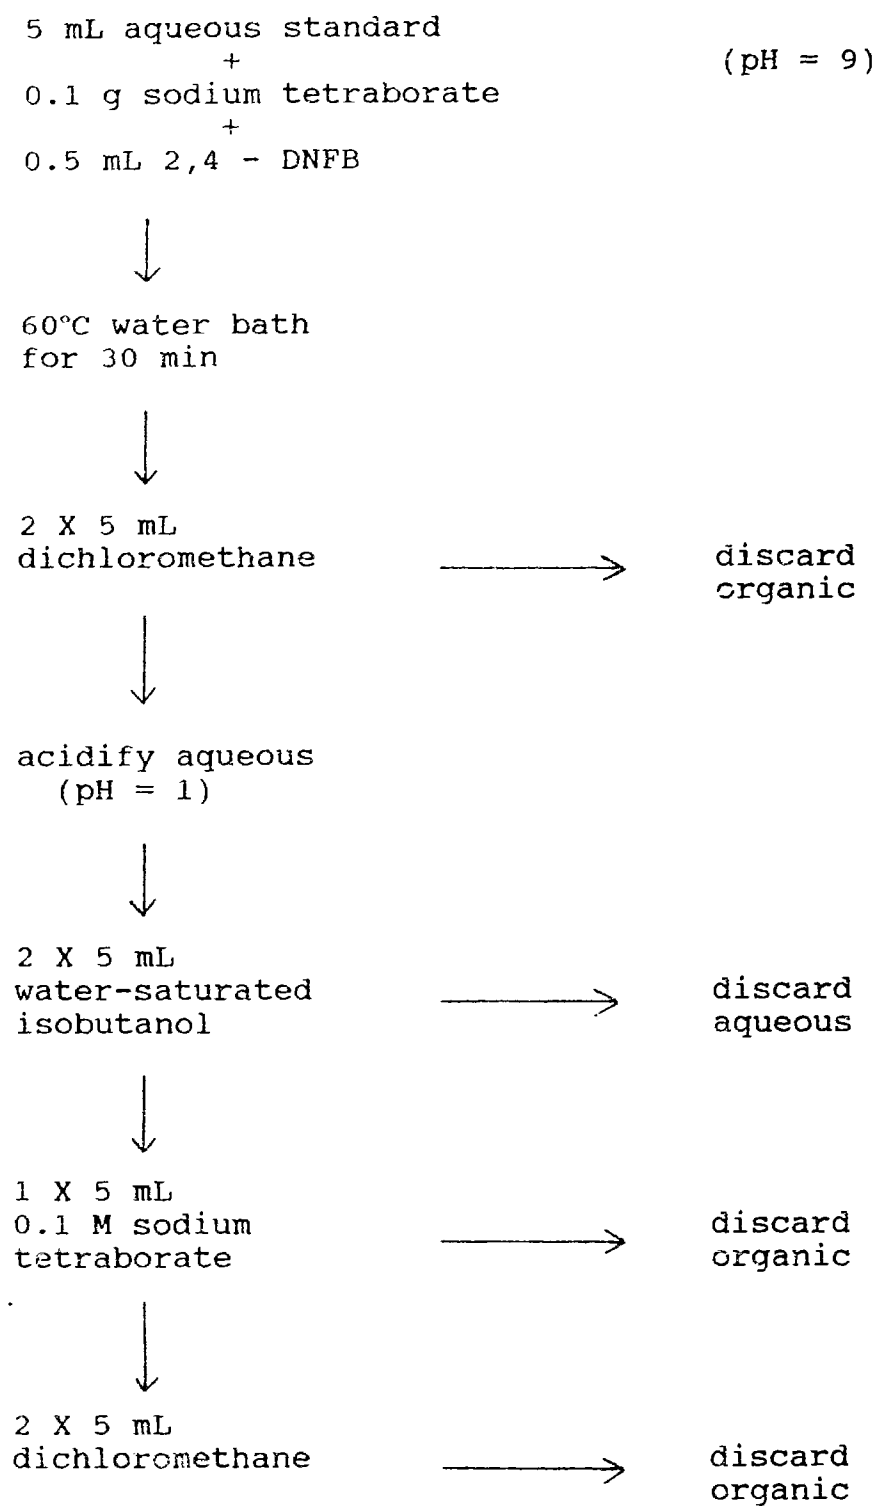 5 mL aqueous standard
+
(pH = 9)
0.1 g sodium tetraborate
+
0.5 mL 2,4 - DNFB
60°C water bath
for 30 min
2 X 5 mL
dichloromethane
discard
organic
acidify aqueous
(pH = 1)
2 X 5 mL
water-saturated
isobutanol
discard
aqueous
1 X 5 mL
0.1 M sodium
tetraborate
discard
organic
2 X 5 mL
dichloromethane
discard
organic